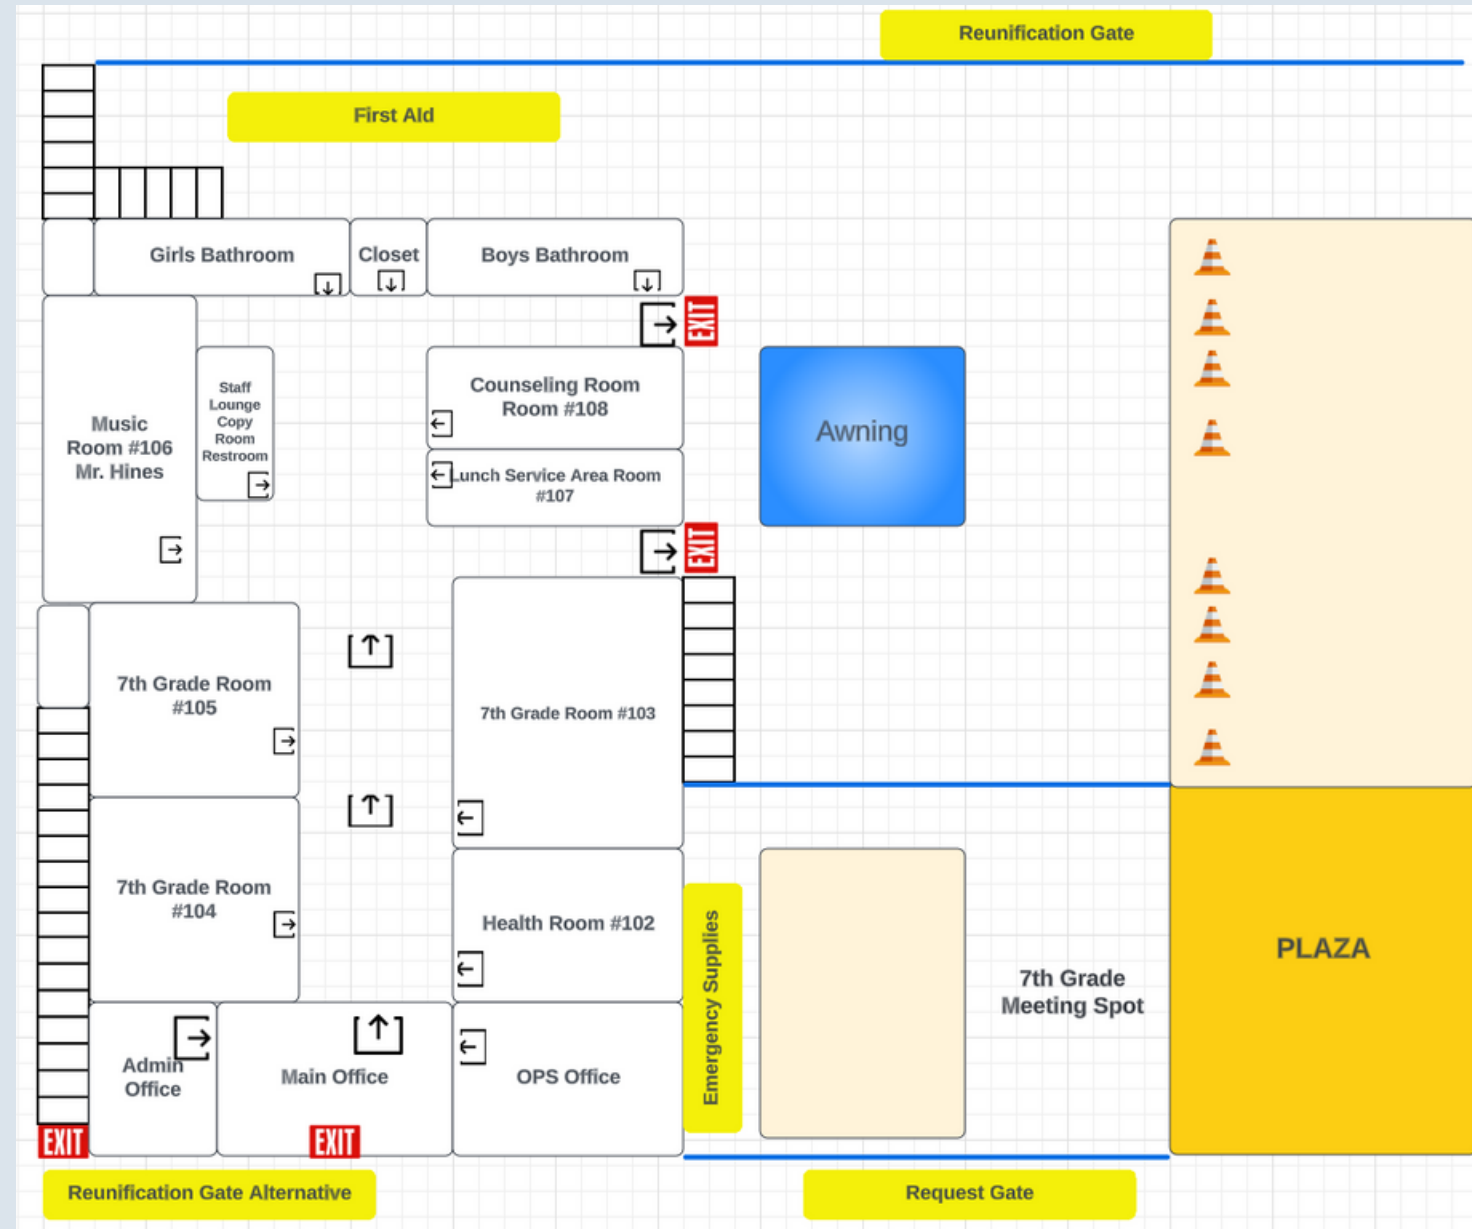 Reunification Gate
First AId
Girls Bathroom
Closet
Boys Bathroom
EXIT
Counseling Room
Room #108
Staff
Lounge
Copy
Room
Restroom
Music
Room #106
Mr. Hines
Awning
Lunch Service Area Room
#107
EXIT
7th Grade Room
#105
7th Grade Room #103
7th Grade Room
#104
Health Room #102
Emergency Supplies
7th Grade
Meeting Spot
PLAZA
Admin
Office
Main Office
OPS Office
EXIT
EXIT
Reunification Gate Alternative
Request Gate